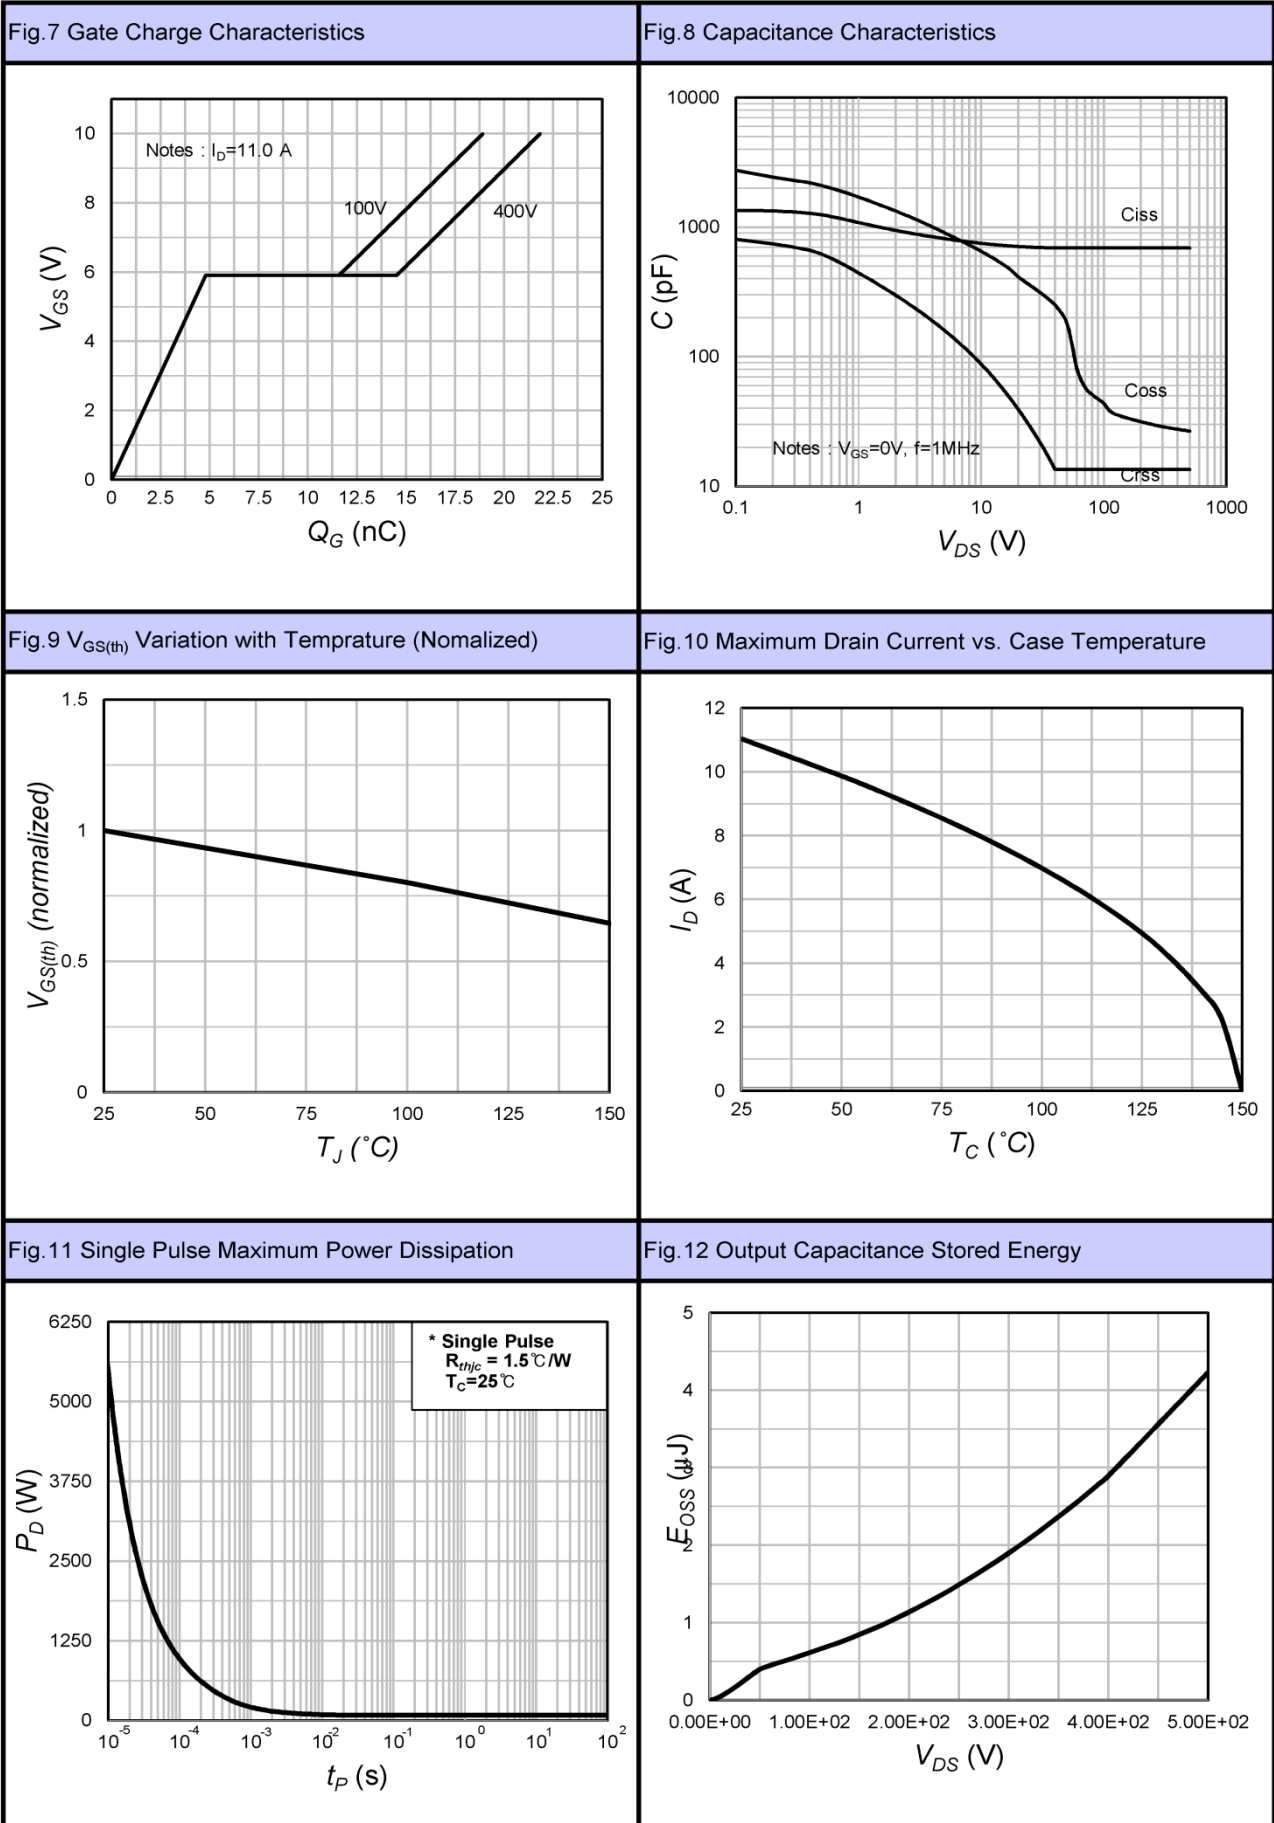 Fig.7 Gate Charge Characteristics
Fig.8 Capacitance Characteristics
Notes : ID=11.0 A
100V
400V
10
8
6
4
2
0
0 2.5 5 7.5 10 12.5 15 17.5 20 22.5 25
VGS (V)
QG (nC)
10000
1000
100
10
Ciss
Coss
Crss
Notes : VGS=0V, f=1MHz
0.1 1 10 100 1000
C (pF)
VDS (V)
Fig.9 VGS(th) Variation with Temprature (Nomalized)
Fig.10 Maximum Drain Current vs. Case Temperature
1.5
1
0.5
0
25 50 75 100 125 150
VGS(th) (normalized)
TJ (˚C)
12
10
8
6
4
2
0
25 50 75 100 125 150
ID (A)
TC (˚C)
Fig.11 Single Pulse Maximum Power Dissipation
Fig.12 Output Capacitance Stored Energy
* Single Pulse
Rthjc = 1.5℃/W
TC=25℃
6250
5000
3750
2500
1250
0
10-5 10-4 10-3 10-2 10-1 100 101 102
PD (W)
tP (s)
5
4
3
2
1
0
0.00E+00 1.00E+02 2.00E+02 3.00E+02 4.00E+02 5.00E+02
EOSS (µJ)
VDS (V)